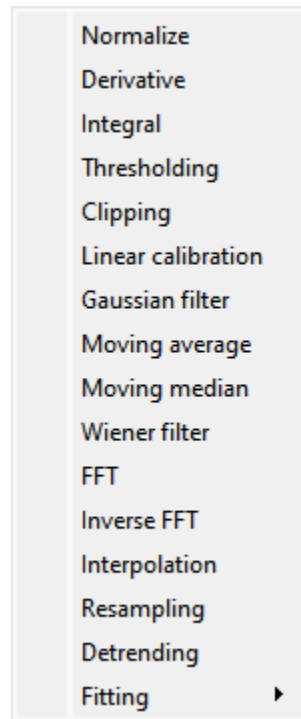 Normalize
Derivative
Integral
Thresholding
Clipping
Linear calibration
Gaussian filter
Moving average
Moving median
Wiener filter
FFT
Inverse FFT
Interpolation
Resampling
Detrending
Fitting